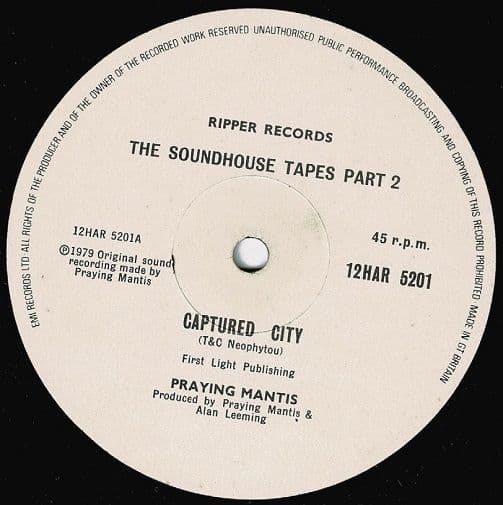 EMI RECORDS LTD ALL RIGHTS OF THE PRODUCER AND OF THE OWNER OF THE RECORDED WORK RESERVED UNAUTHORISED PUBLIC PERFORMANCE BROADCASTING AND COPYING OF THIS RECORD PROHIBITED MADE IN GT BRITAIN
RIPPER RECORDS
THE SOUNDHOUSE TAPES PART 2
12HAR 5201A
℗1979 Original sound
recording made by
Praying Mantis
45 r.p.m.
12HAR 5201
CAPTURED CITY
(T&C Neophytou)
First Light Publishing
PRAYING MANTIS
Produced by Praying Mantis &
Alan Leeming